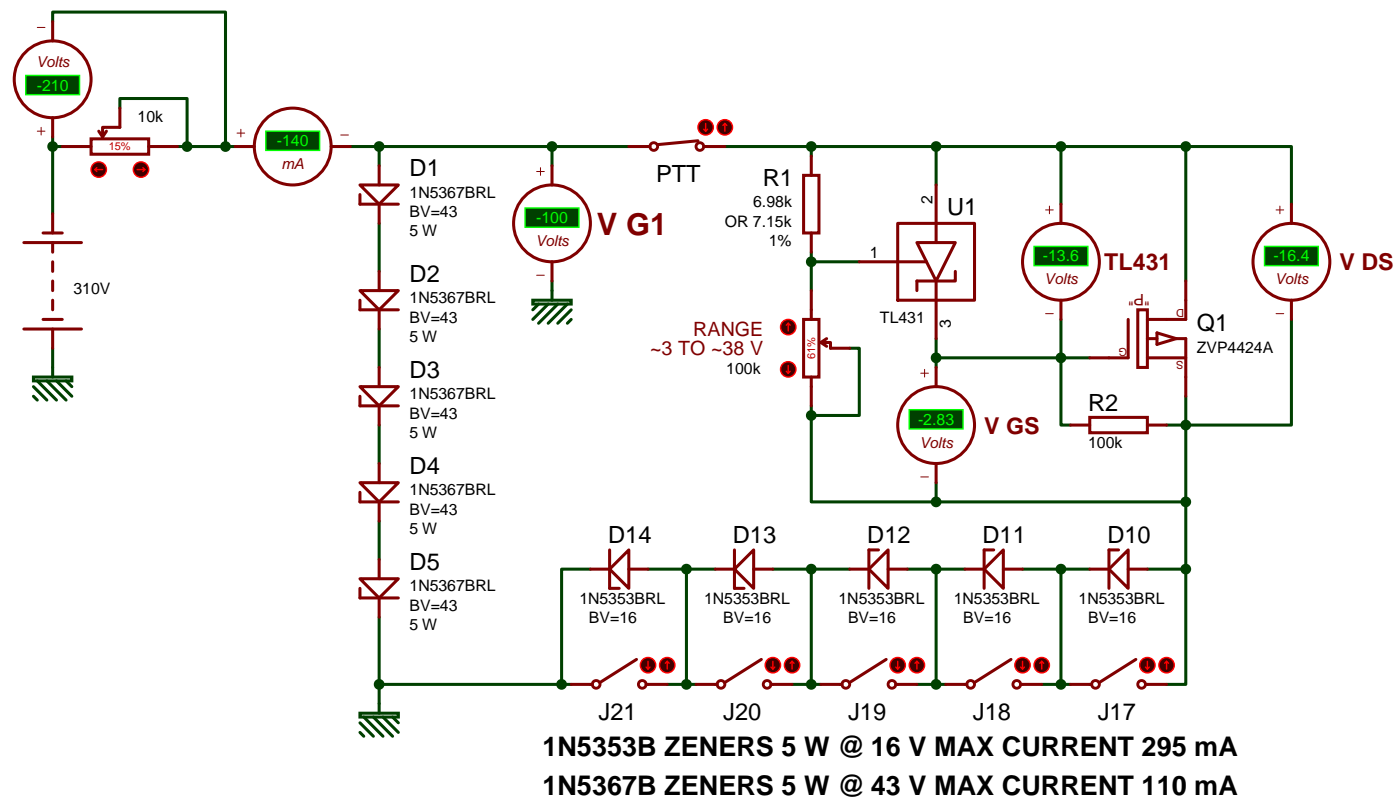 −
Volts
-210
+
10k
15%
310V
+
-140
mA
−
D1
1N5367BRL
BV=43
5 W
D2
1N5367BRL
BV=43
5 W
D3
1N5367BRL
BV=43
5 W
D4
1N5367BRL
BV=43
5 W
D5
1N5367BRL
BV=43
5 W
+
-100
Volts
−
V G1
PTT
R1
6.98k
OR 7.15k
1%
RANGE
~3 TO ~38 V
100k
61%
2
U1
1
TL431
3
+
-2.83
Volts
−
V GS
+
-13.6
Volts
−
TL431
"P"
D
G
S
Q1
ZVP4424A
R2
100k
+
-16.4
Volts
−
V DS
D14
1N5353BRL
BV=16
D13
1N5353BRL
BV=16
D12
1N5353BRL
BV=16
D11
1N5353BRL
BV=16
D10
1N5353BRL
BV=16
J21
J20
J19
J18
J17
1N5353B ZENERS 5 W @ 16 V MAX CURRENT 295 mA
1N5367B ZENERS 5 W @ 43 V MAX CURRENT 110 mA